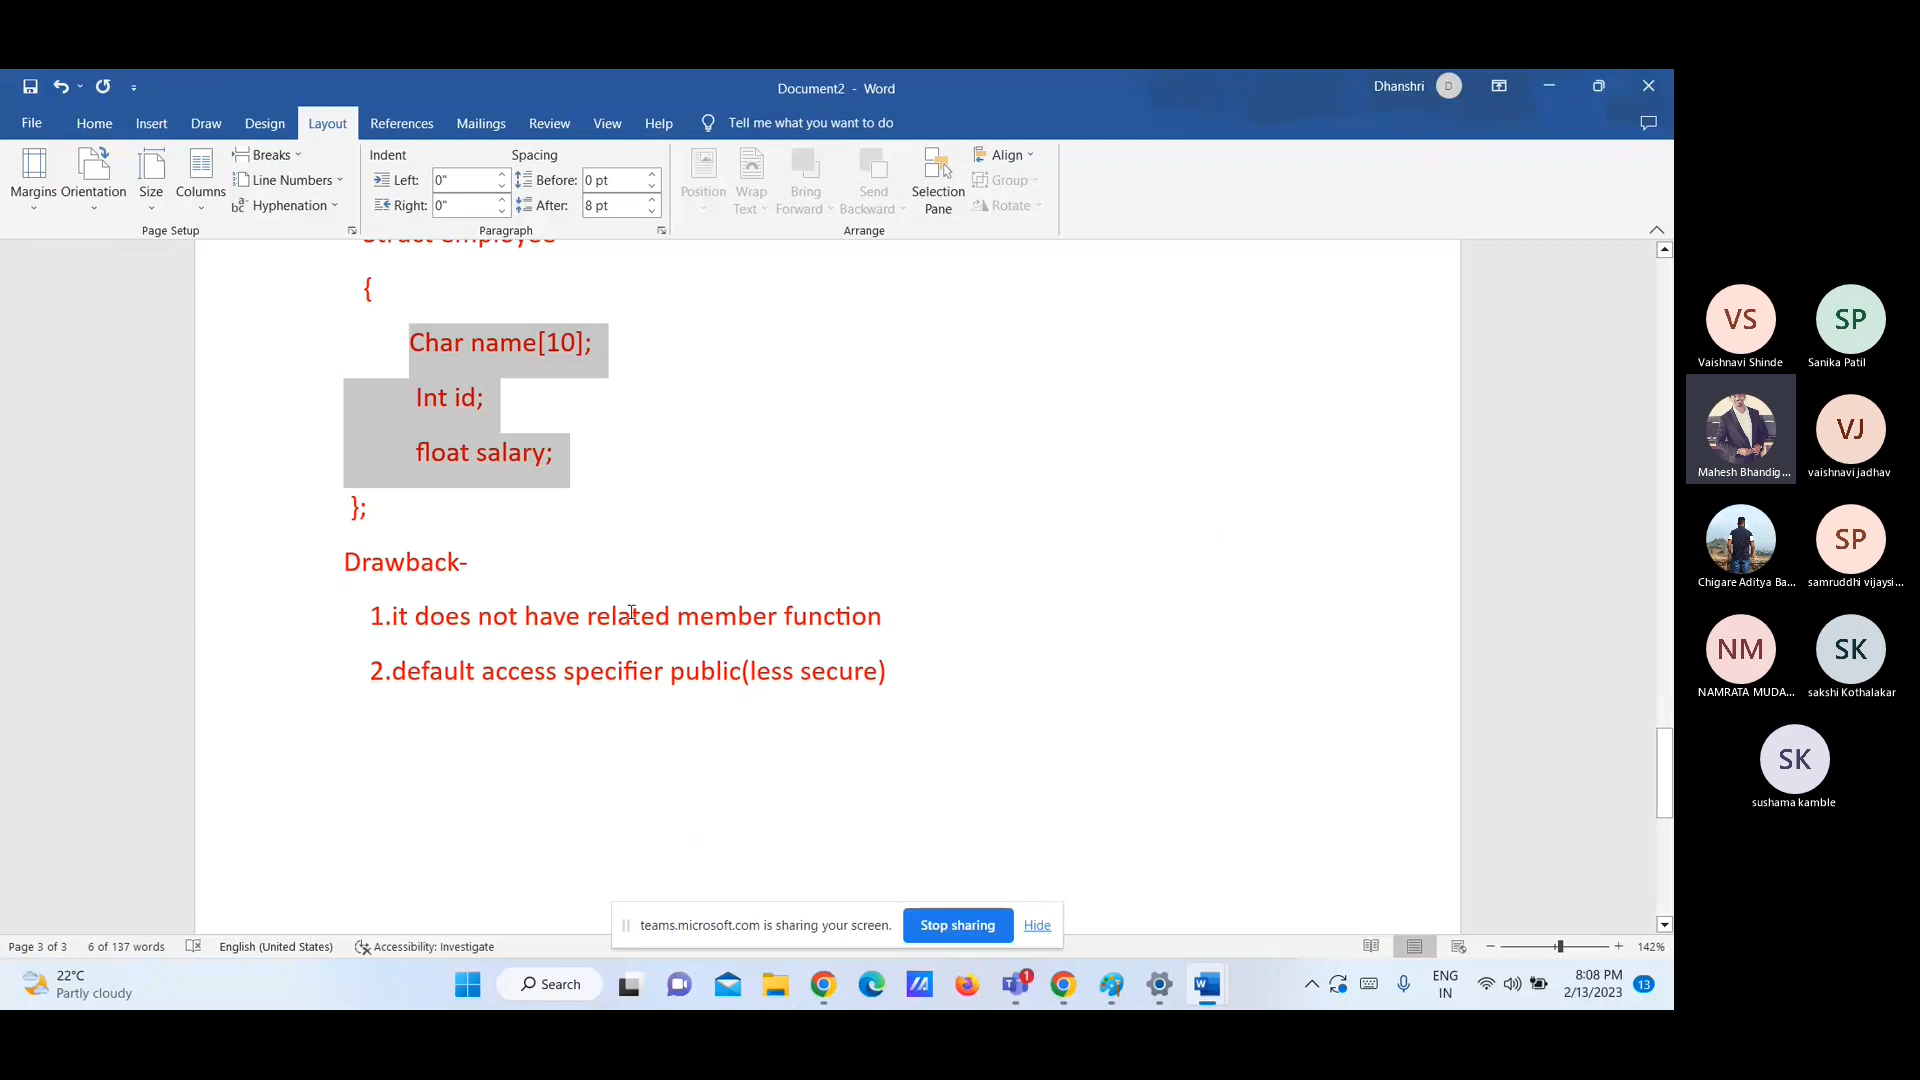 Document2 - Word
Dhanshri
D
File
Home
Insert
Draw
Design
Layout
References
Mailings
Review
View
Help
Tell me what you want to do
Margins
Orientation
Size
Columns
Breaks
Line Numbers
Hyphenation
Page Setup
Indent
Left: 0"
Right: 0"
Spacing
Before: 0 pt
After: 8 pt
Paragraph
Position
Wrap Text
Bring Forward
Send Backward
Selection Pane
Align
Group
Rotate
Arrange
Struct employee
{
Char name[10];
Int id;
float salary;
};
Drawback-
1.it does not have related member function
2.default access specifier public(less secure)
teams.microsoft.com is sharing your screen.
Stop sharing
Hide
Page 3 of 3
6 of 137 words
English (United States)
Accessibility: Investigate
142%
22°C
Partly cloudy
Search
1
ENG
IN
8:08 PM
2/13/2023
13
VS
Vaishnavi Shinde
SP
Sanika Patil
Mahesh Bhandig...
VJ
vaishnavi jadhav
Chigare Aditya Ba...
SP
samruddhi vijaysi...
NM
NAMRATA MUDA...
SK
sakshi Kothalakar
SK
sushama kamble